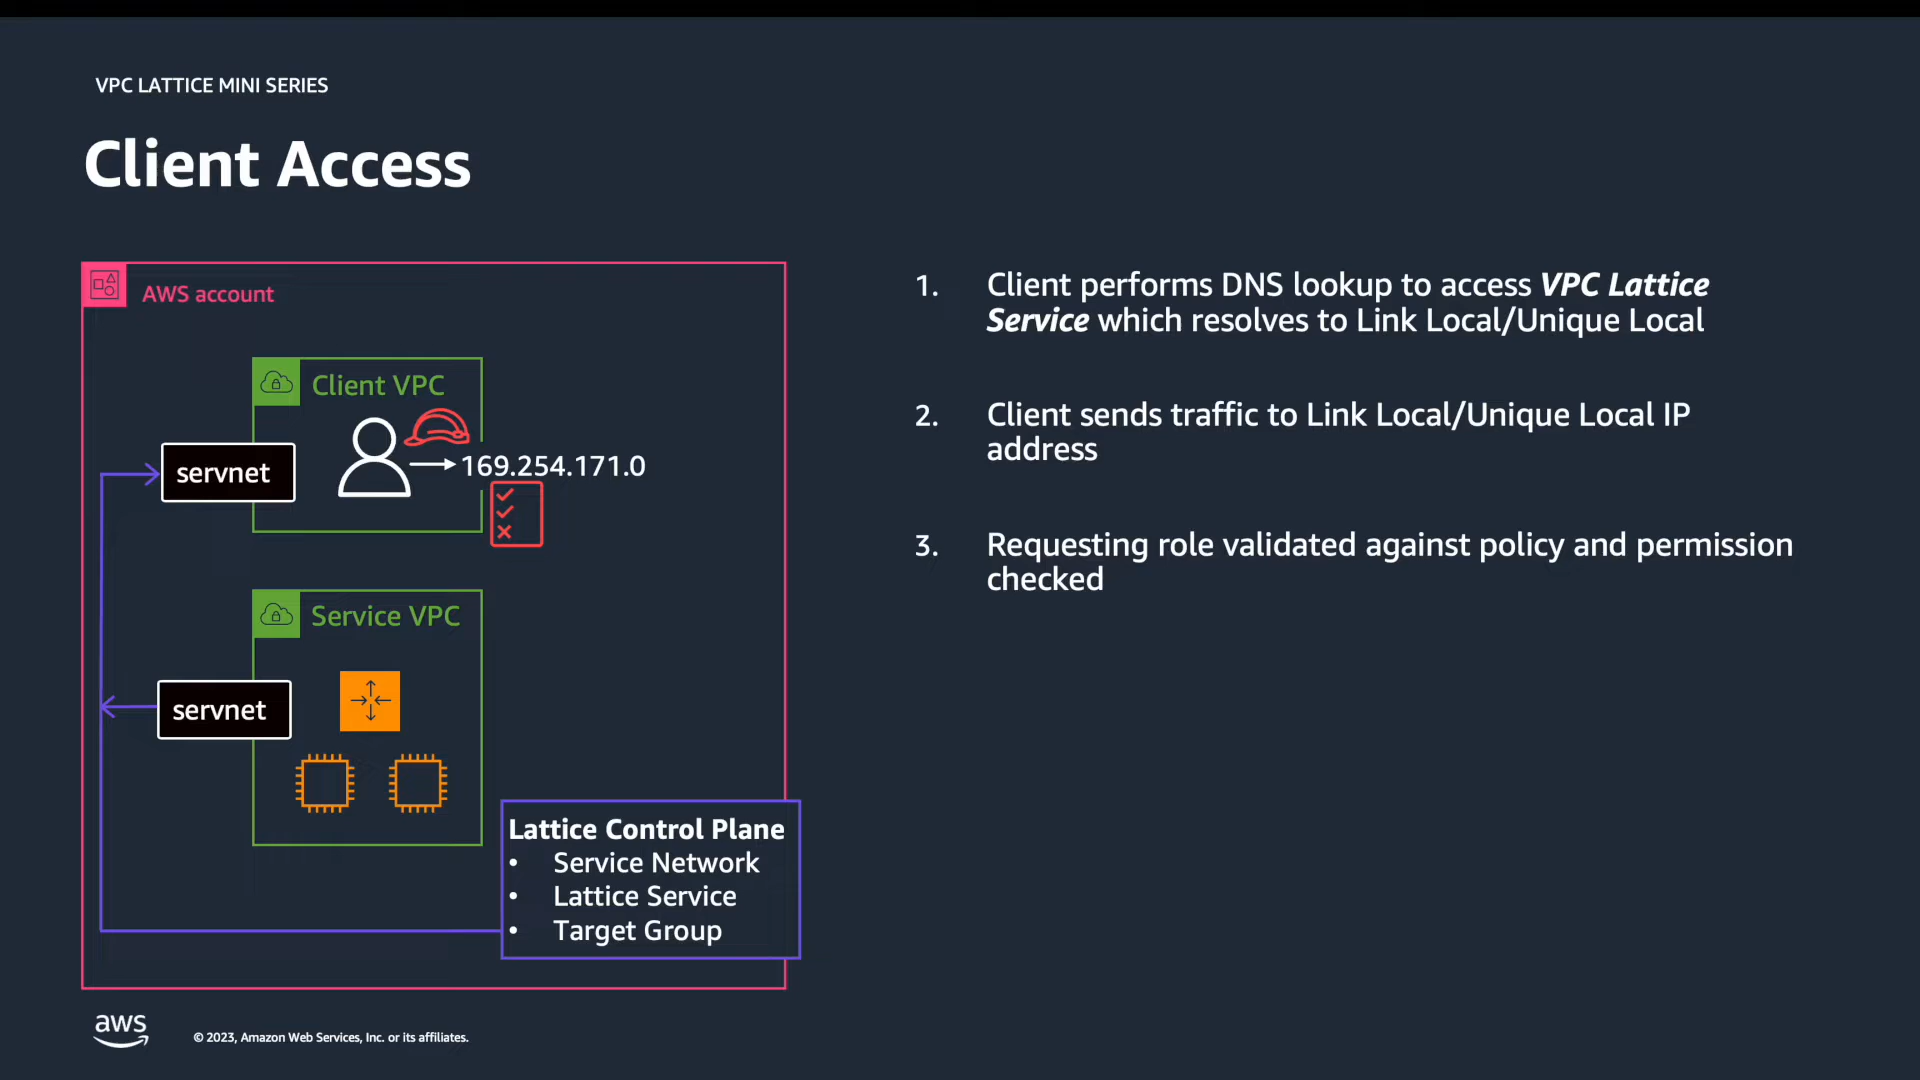 VPC LATTICE MINI SERIES
Client Access
AWS account
Client VPC
servnet
169.254.171.0
Service VPC
servnet
Lattice Control Plane
• Service Network
• Lattice Service
• Target Group
1. Client performs DNS lookup to access VPC Lattice
Service which resolves to Link Local/Unique Local
2. Client sends traffic to Link Local/Unique Local IP
address
3. Requesting role validated against policy and permission
checked
aws
© 2023, Amazon Web Services, Inc. or its affiliates.